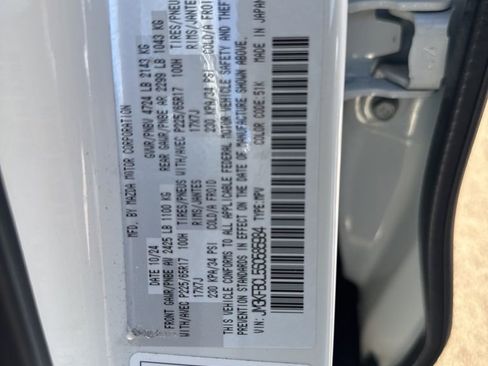 MFD. BY MAZDA MOTOR CORPORATION
DATE: 10/24 GVWR/PNBV 4724 LB 2143 KG
FRONT GAWR/PNBE AV 2425 LB 1100 KG REAR GAWR/PNBE AR 2299 LB 1043 KG
WITH/AVEC P225/65R17 100H TIRES/PNEUS WITH/AVEC P225/65R17 100H TIRES/PNEU
17X7J RIMS/JANTES 17X7J RIMS/JANTES
230 KPA/34 PSI COLD/A FROID 230 KPA/34 PSI COLD/A FROID
THIS VEHICLE CONFORMS TO ALL APPLICABLE FEDERAL MOTOR VEHICLE SAFETY AND THEFT
PREVENTION STANDARDS IN EFFECT ON THE DATE OF MANUFACTURE SHOWN ABOVE.
VIN: TYPE: MPV COLOR CODE: 51K MADE IN JAPAN